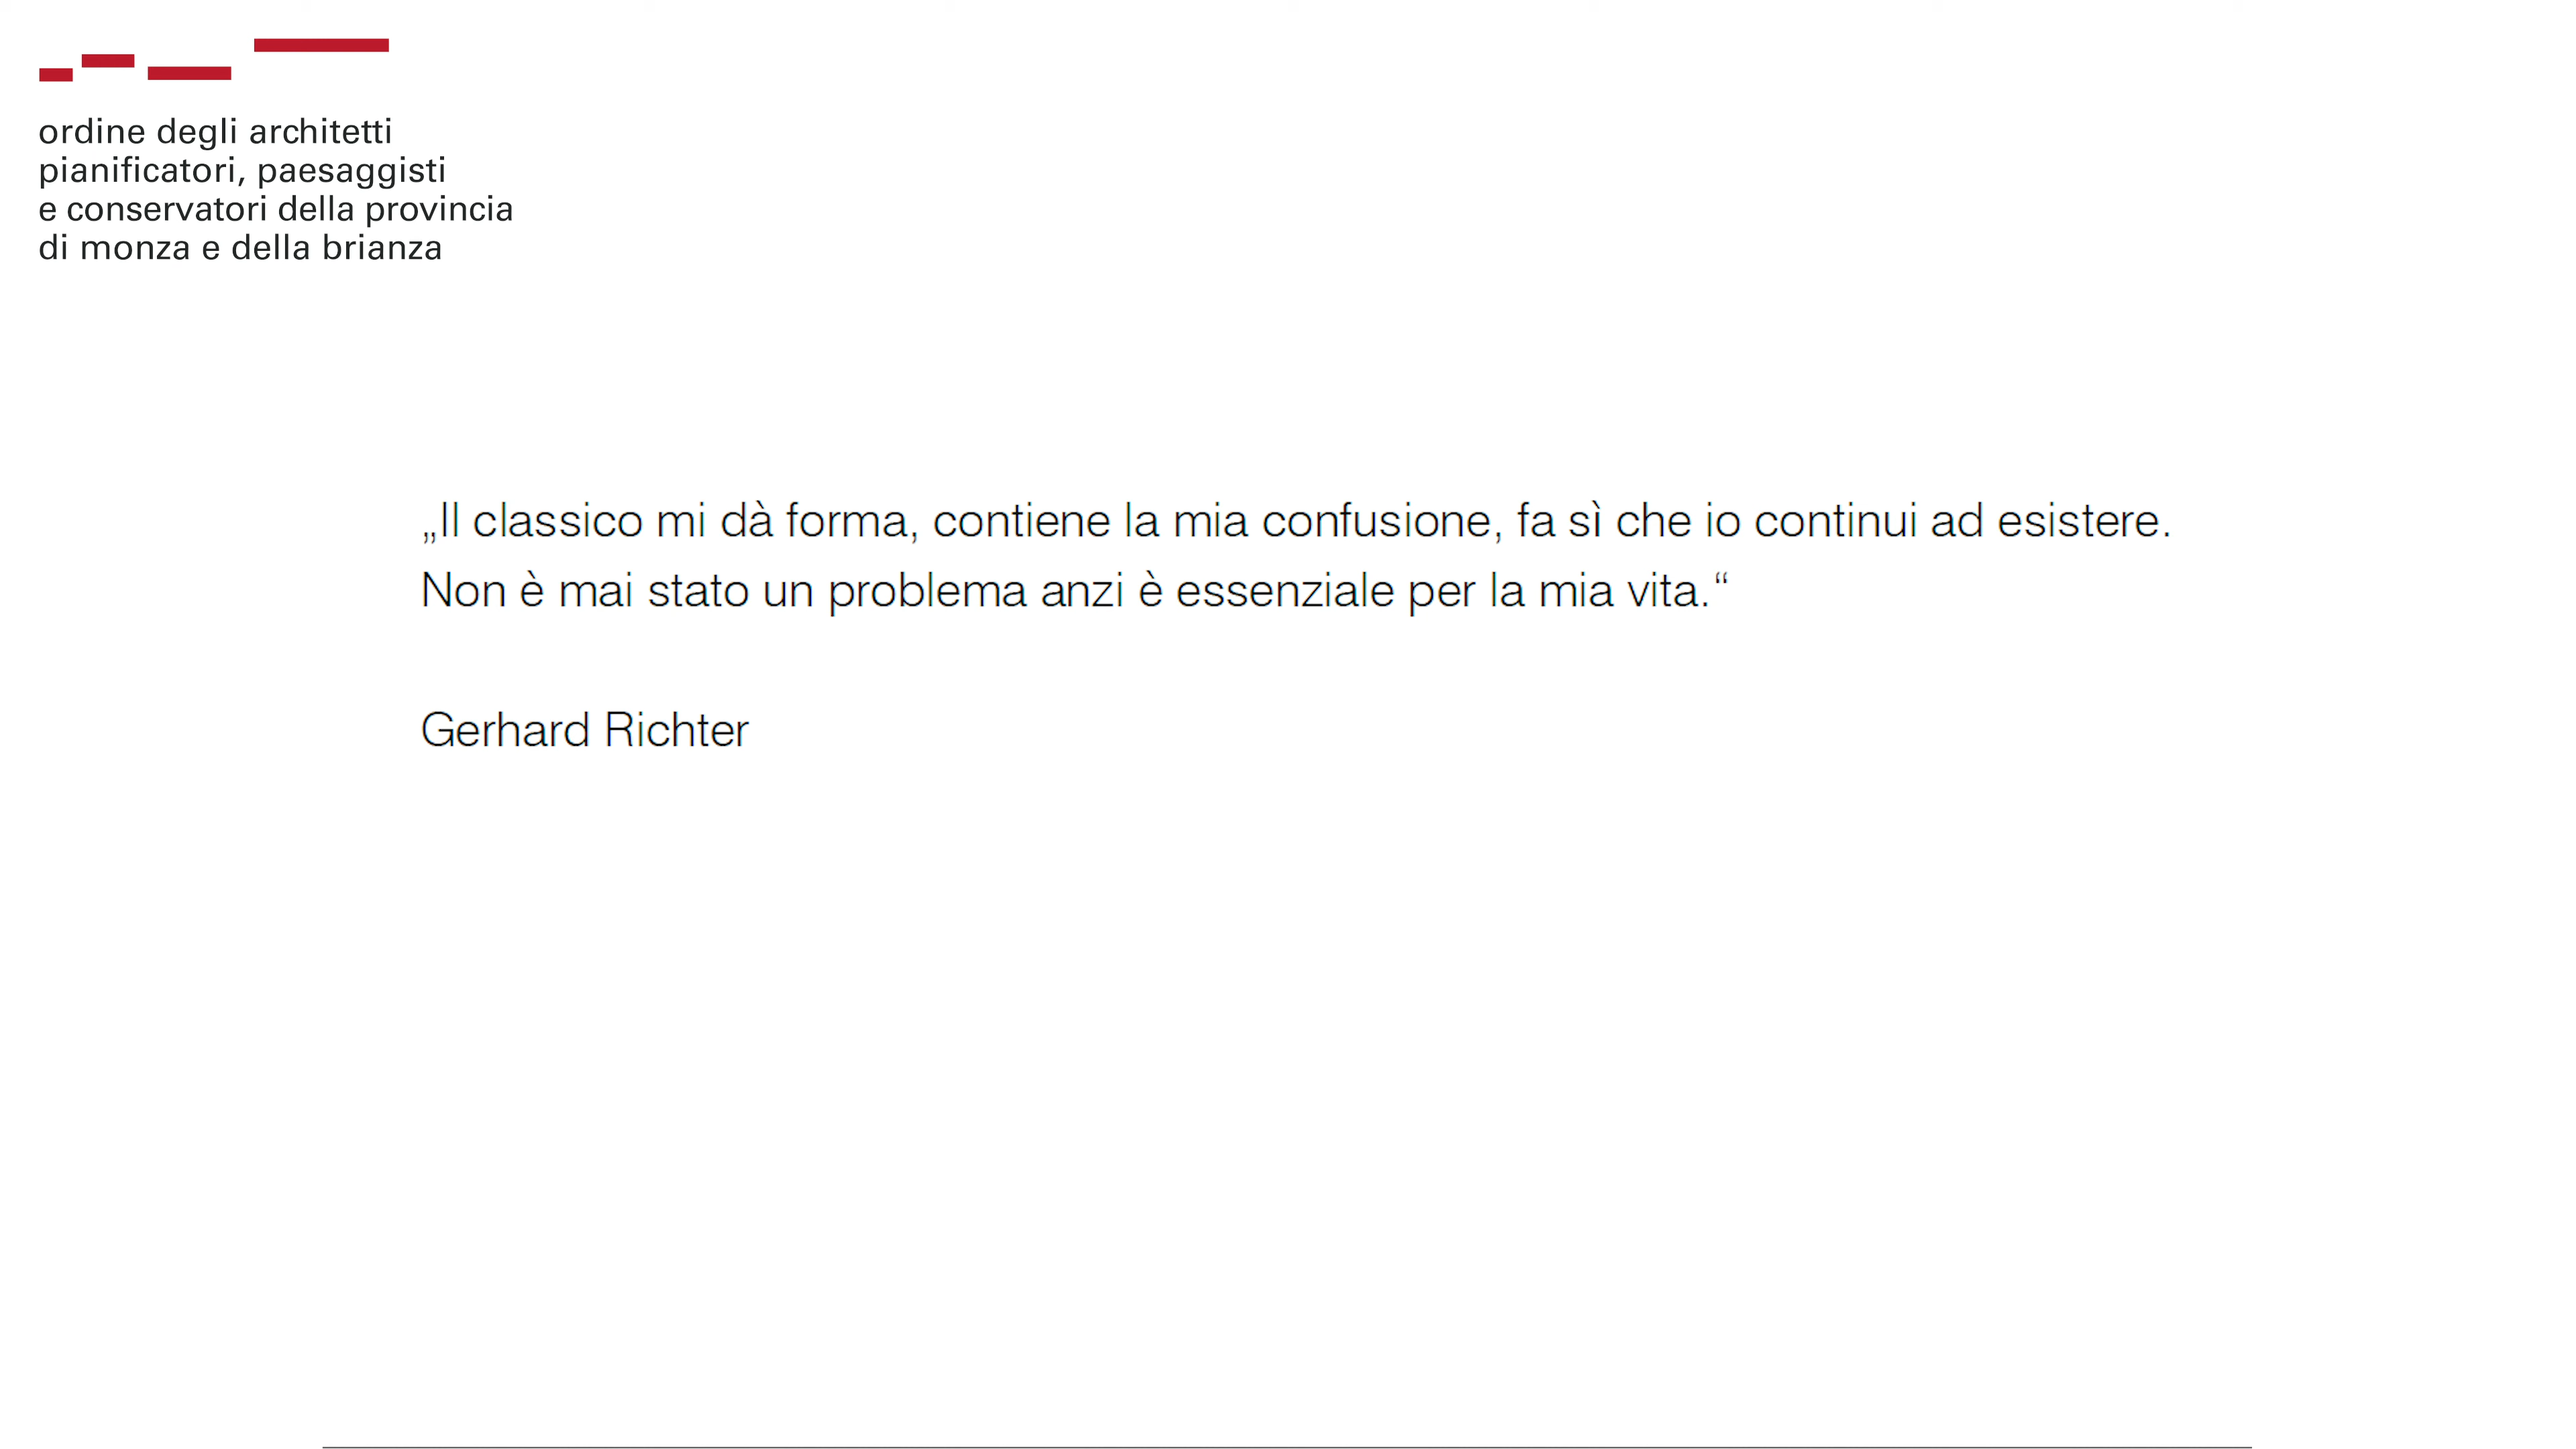 ordine degli architetti
pianificatori, paesaggisti
e conservatori della provincia
di monza e della brianza
„Il classico mi dà forma, contiene la mia confusione, fa sì che io continui ad esistere.
Non è mai stato un problema anzi è essenziale per la mia vita.“
Gerhard Richter